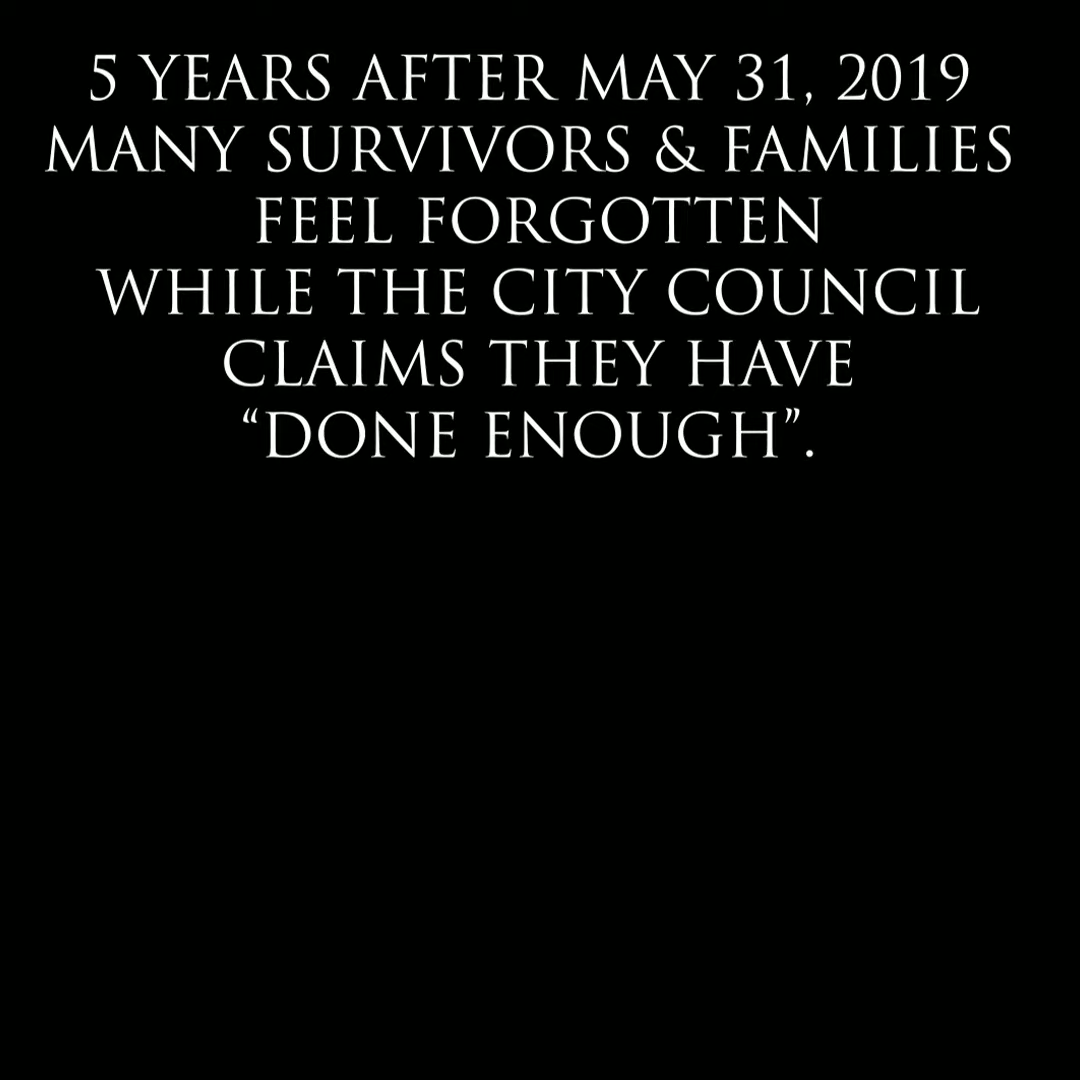 5 YEARS AFTER MAY 31, 2019
MANY SURVIVORS & FAMILIES
FEEL FORGOTTEN
WHILE THE CITY COUNCIL
CLAIMS THEY HAVE
“DONE ENOUGH”.